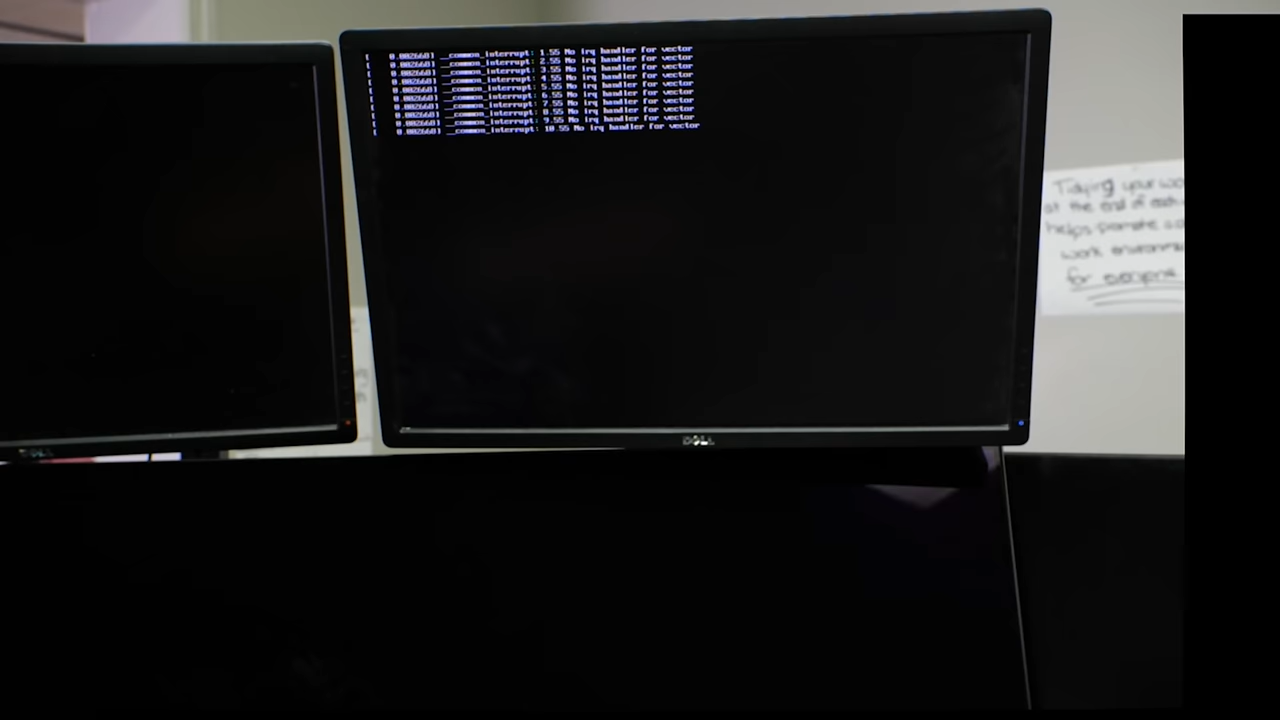 [    0.002668] __common_interrupt: 1.55 No irq handler for vector
[    0.002668] __common_interrupt: 2.55 No irq handler for vector
[    0.002668] __common_interrupt: 3.55 No irq handler for vector
[    0.002668] __common_interrupt: 4.55 No irq handler for vector
[    0.002668] __common_interrupt: 5.55 No irq handler for vector
[    0.002668] __common_interrupt: 6.55 No irq handler for vector
[    0.002668] __common_interrupt: 7.55 No irq handler for vector
[    0.002668] __common_interrupt: 8.55 No irq handler for vector
[    0.002668] __common_interrupt: 9.55 No irq handler for vector
[    0.002668] __common_interrupt: 10.55 No irq handler for vector
Tidying your
at the end of each
helps promote
work
for everyone
DELL
DELL